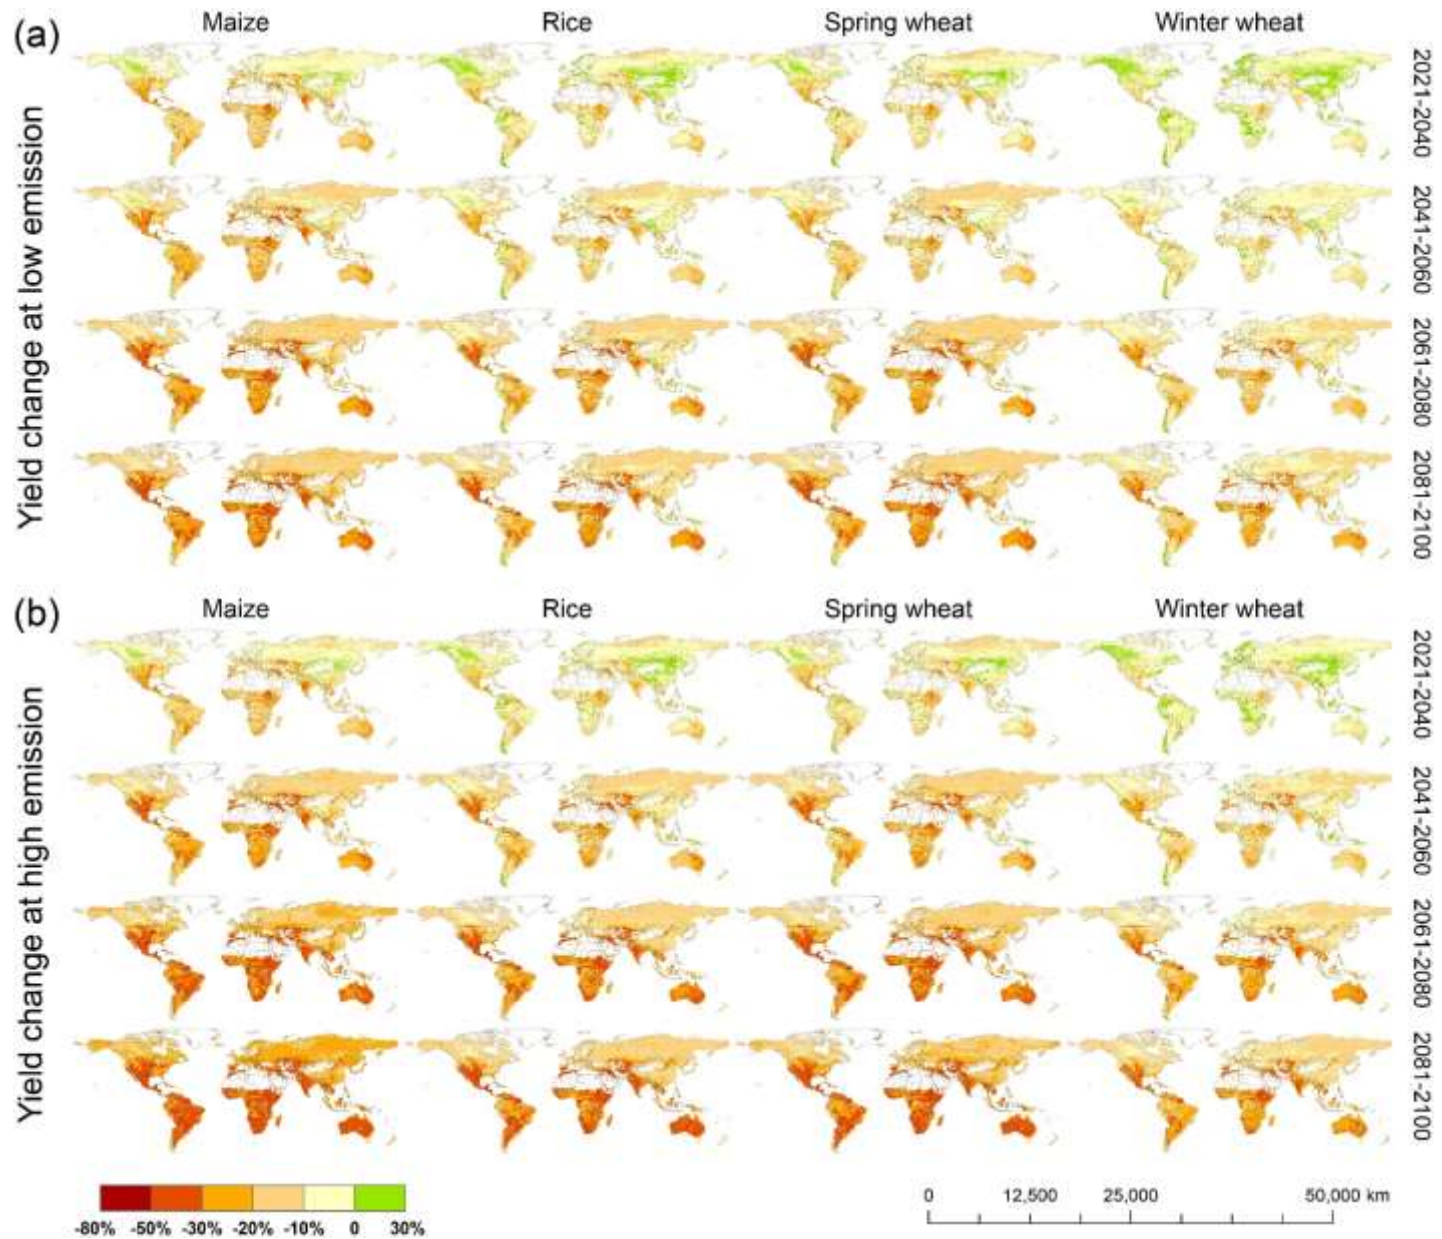 (a)
Maize Rice Spring wheat Winter wheat
Yield change at low emission
2021-2040
2041-2060
2061-2080
2081-2100
(b)
Maize Rice Spring wheat Winter wheat
Yield change at high emission
2021-2040
2041-2060
2061-2080
2081-2100
-80% -50% -30% -20% -10% 0 30%
0 12,500 25,000 50,000 km